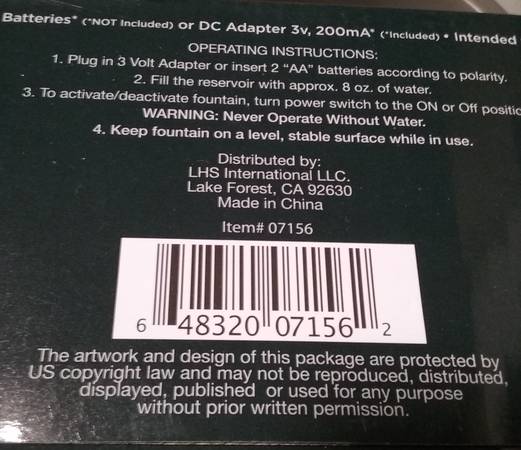 Batteries* (*NOT Included) or DC Adapter 3v, 200mA* (*Included) • Intended
OPERATING INSTRUCTIONS:
1. Plug in 3 Volt Adapter or insert 2 “AA” batteries according to polarity.
2. Fill the reservoir with approx. 8 oz. of water.
3. To activate/deactivate fountain, turn power switch to the ON or Off positio
WARNING: Never Operate Without Water.
4. Keep fountain on a level, stable surface while in use.
Distributed by:
LHS International LLC.
Lake Forest, CA 92630
Made in China
Item# 07156
6 48320 07156 2
The artwork and design of this package are protected by
US copyright law and may not be reproduced, distributed,
displayed, published or used for any purpose
without prior written permission.